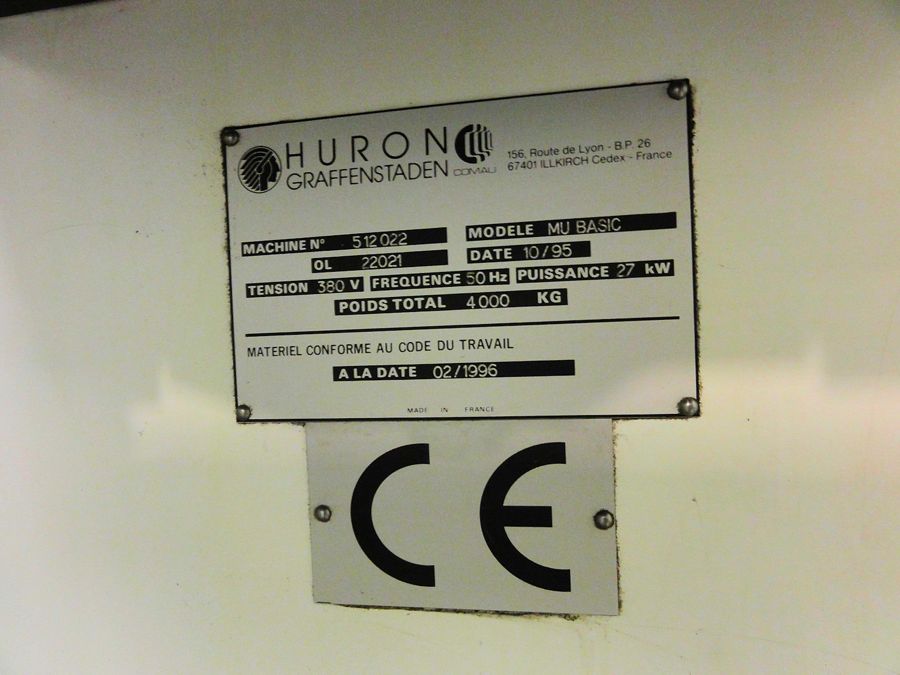 HURON
GRAFFENSTADEN
COMAU
156, Route de Lyon - B.P. 26
67401 ILLKIRCH Cedex - France
MACHINE N° 512022 MODELE MU BASIC
OL 22021 DATE 10/95
TENSION 380 V FREQUENCE 50 Hz PUISSANCE 27 kW
POIDS TOTAL 4000 KG
MATERIEL CONFORME AU CODE DU TRAVAIL
A LA DATE 02/1996
MADE IN FRANCE
CE